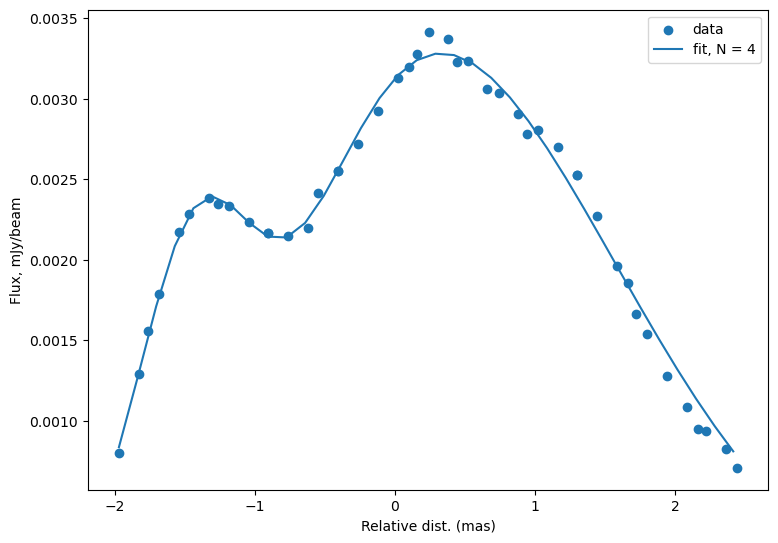 data
fit, N = 4
Flux, mJy/beam
0.0035
0.0030
0.0025
0.0020
0.0015
0.0010
−2
−1
0
1
2
Relative dist. (mas)